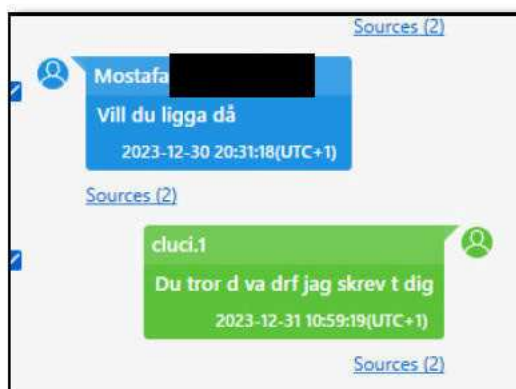 Sources (2)
Mostafa
Vill du ligga då
2023-12-30 20:31:18(UTC+1)
Sources (2)
cluci.1
Du tror d va drf jag skrev t dig
2023-12-31 10:59:19(UTC+1)
Sources (2)